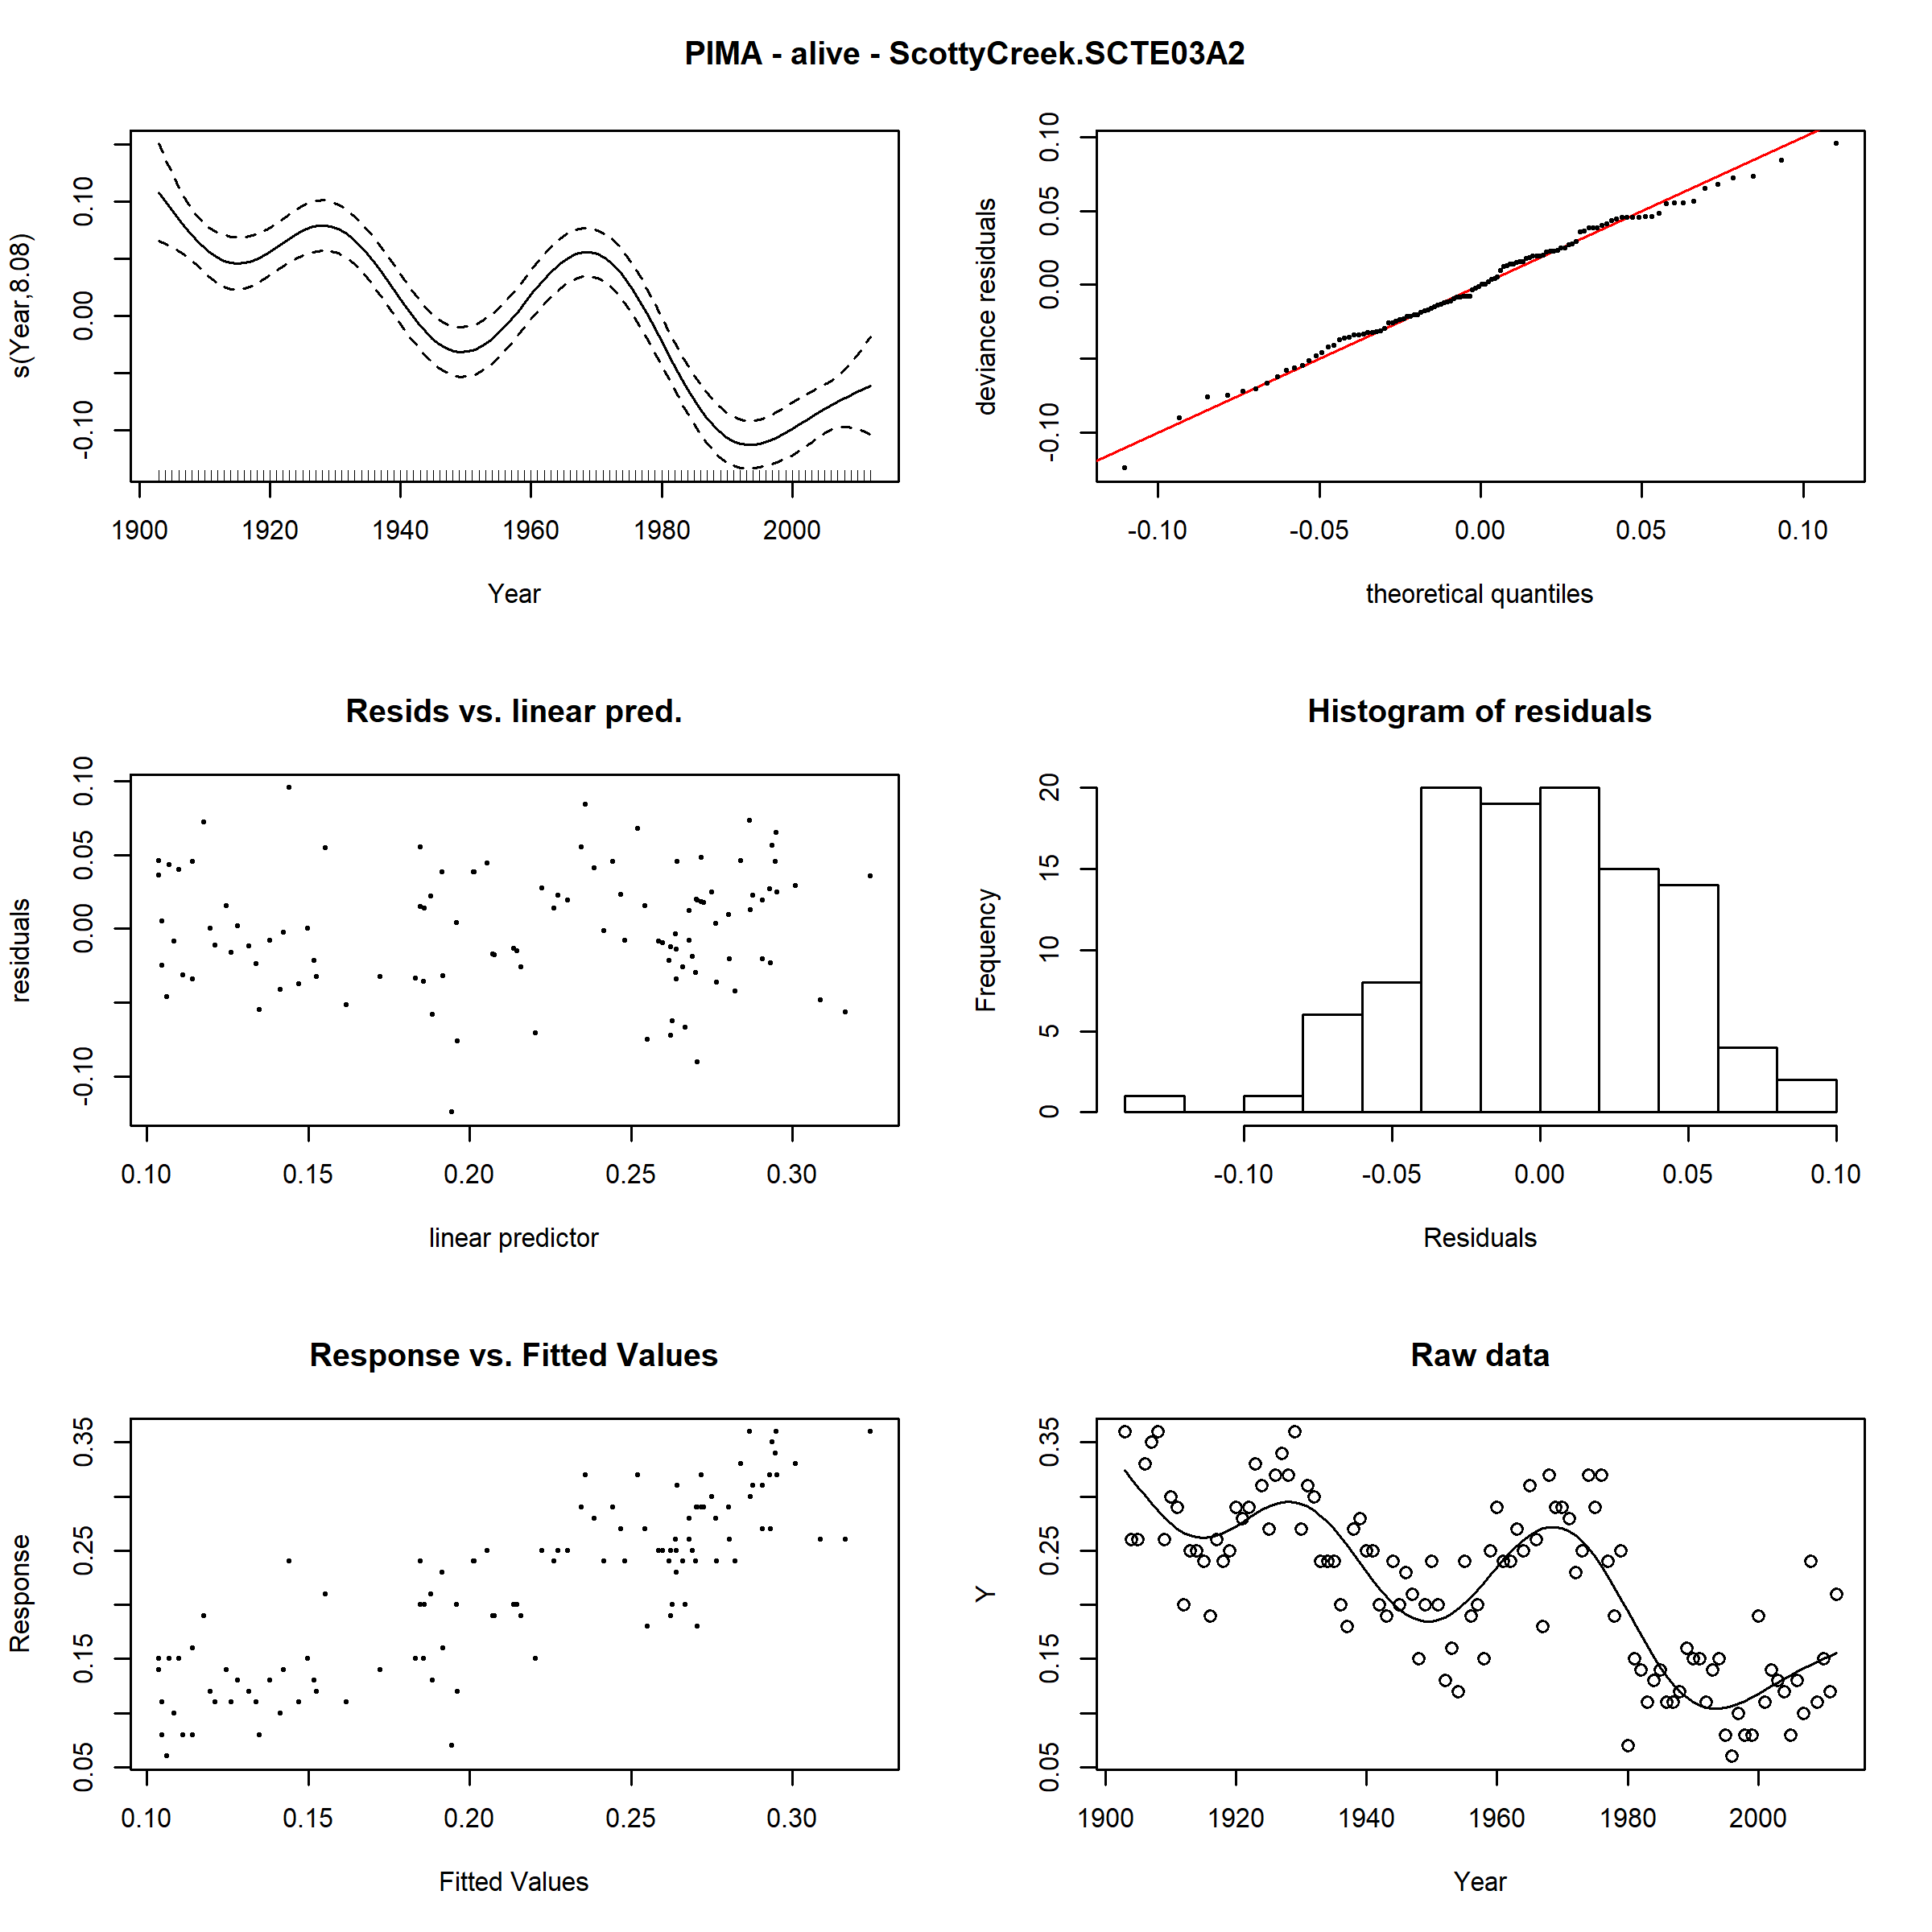 PIMA - alive - ScottyCreek.SCTE03A2
s(Year,8.08)
-0.10 0.00 0.10
1900 1920 1940 1960 1980 2000
Year
deviance residuals
-0.10 0.00 0.05 0.10
-0.10 -0.05 0.00 0.05 0.10
theoretical quantiles
Resids vs. linear pred.
residuals
-0.10 0.00 0.05 0.10
0.10 0.15 0.20 0.25 0.30
linear predictor
Histogram of residuals
Frequency
0 5 10 15 20
-0.10 -0.05 0.00 0.05 0.10
Residuals
Response vs. Fitted Values
Response
0.05 0.15 0.25 0.35
0.10 0.15 0.20 0.25 0.30
Fitted Values
Raw data
Y
0.05 0.15 0.25 0.35
1900 1920 1940 1960 1980 2000
Year